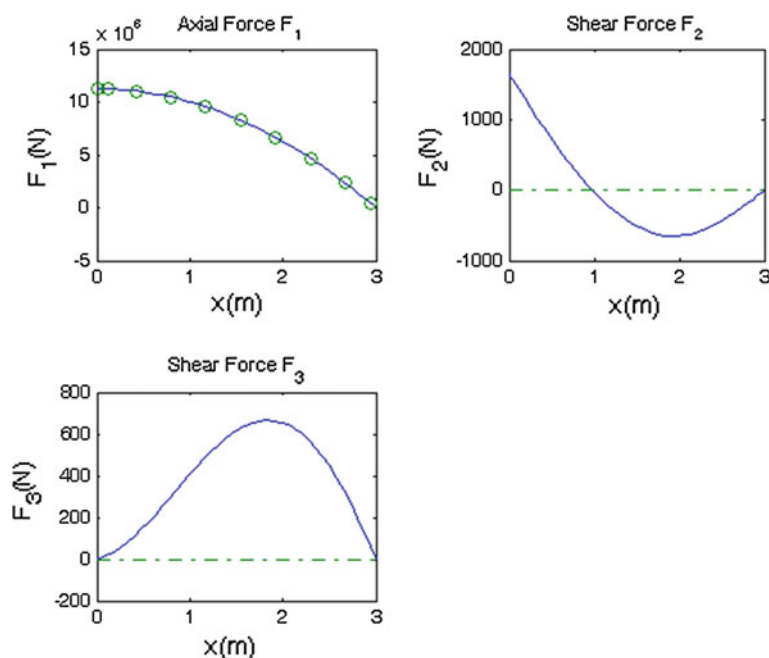 Axial Force F1
x 10^6
15
10
5
0
-5
F1(N)
0 1 2 3
x(m)
Shear Force F2
2000
1000
0
-1000
F2(N)
0 1 2 3
x(m)
Shear Force F3
800
600
400
200
0
-200
F3(N)
0 1 2 3
x(m)